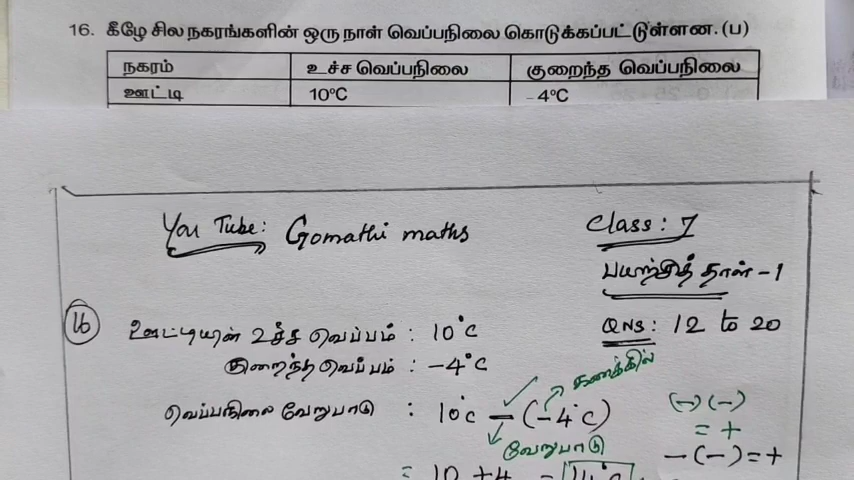 16. கீழே சில நகரங்களின் ஒரு நாள் வெப்பநிலை கொடுக்கப்பட்டுள்ளன. (ப)
நகரம் உச்ச வெப்பநிலை குறைந்த வெப்பநிலை
ஊட்டி 10°C -4°C
You Tube: Gomathi maths Class: 7
பயிற்சித் தாள் - 1
16 ஊட்டியின் உச்ச வெப்பம் : 10°C QNS: 12 to 20
குறைந்த வெப்பம் : -4°C
கணக்கில்
வெப்பநிலை வேறுபாடு : 10°C - (-4°C) (-) (-)
= +
வேறுபாடு - (-) = +
= 10 + 4 = 14°C